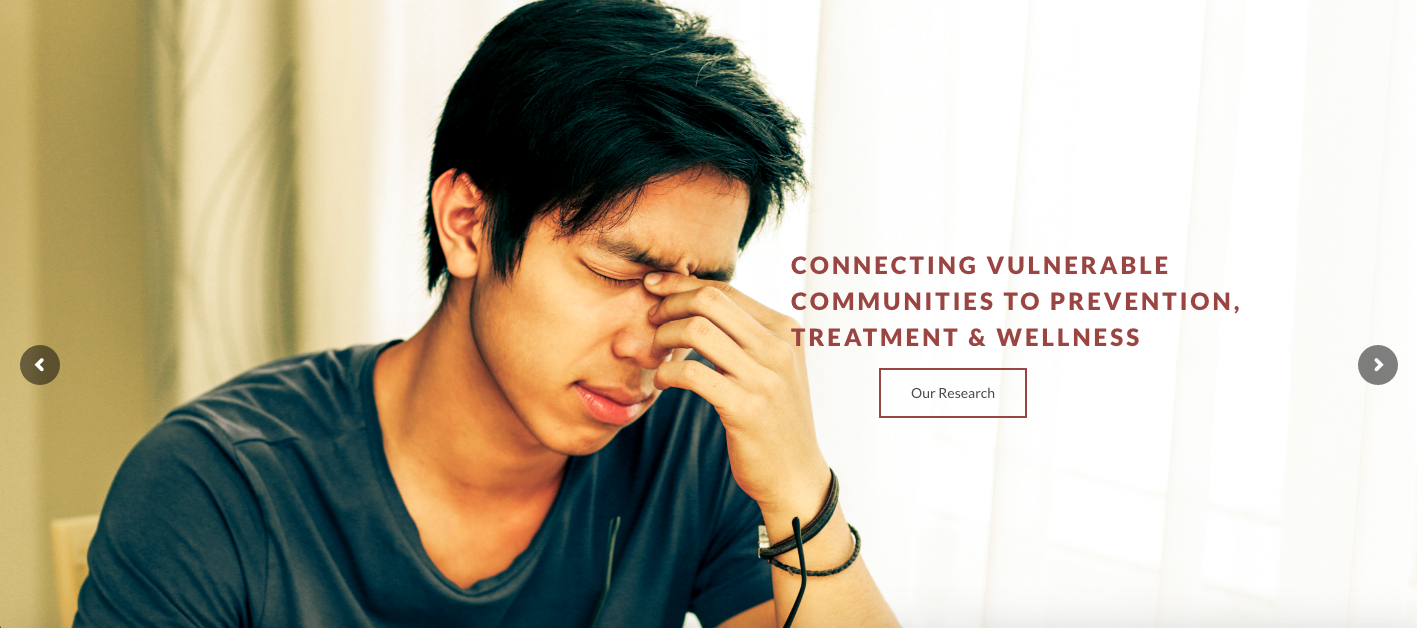 CONNECTING VULNERABLE
COMMUNITIES TO PREVENTION,
TREATMENT & WELLNESS
Our Research